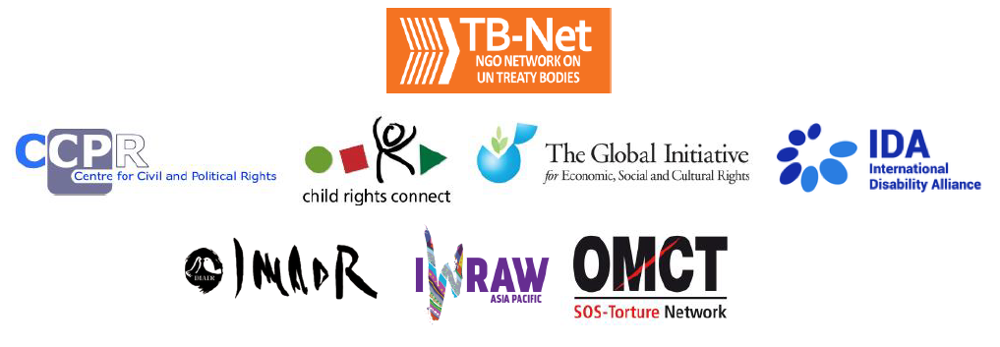 TB-Net
NGO NETWORK ON
UN TREATY BODIES
CCPR
Centre for Civil and Political Rights
child rights connect
The Global Initiative
for Economic, Social and Cultural Rights
IDA
International
Disability Alliance
IMADR
IMADR
IWRAW
ASIA PACIFIC
OMCT
SOS-Torture Network